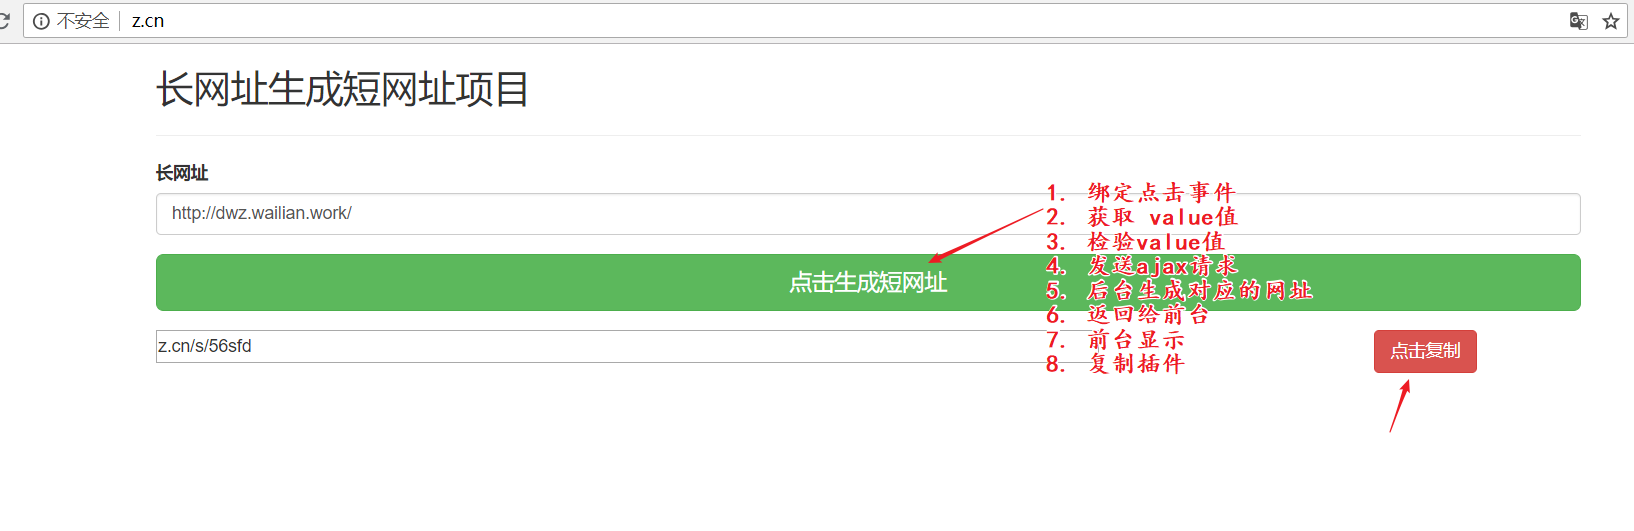 不安全 z.cn
长网址生成短网址项目
长网址
http://dwz.wailian.work/
点击生成短网址
z.cn/s/56sfd
点击复制
1. 绑定点击事件
2. 获取 value值
3. 检验value值
4. 发送ajax请求
5. 后台生成对应的网址
6. 返回给前台
7. 前台显示
8. 复制插件